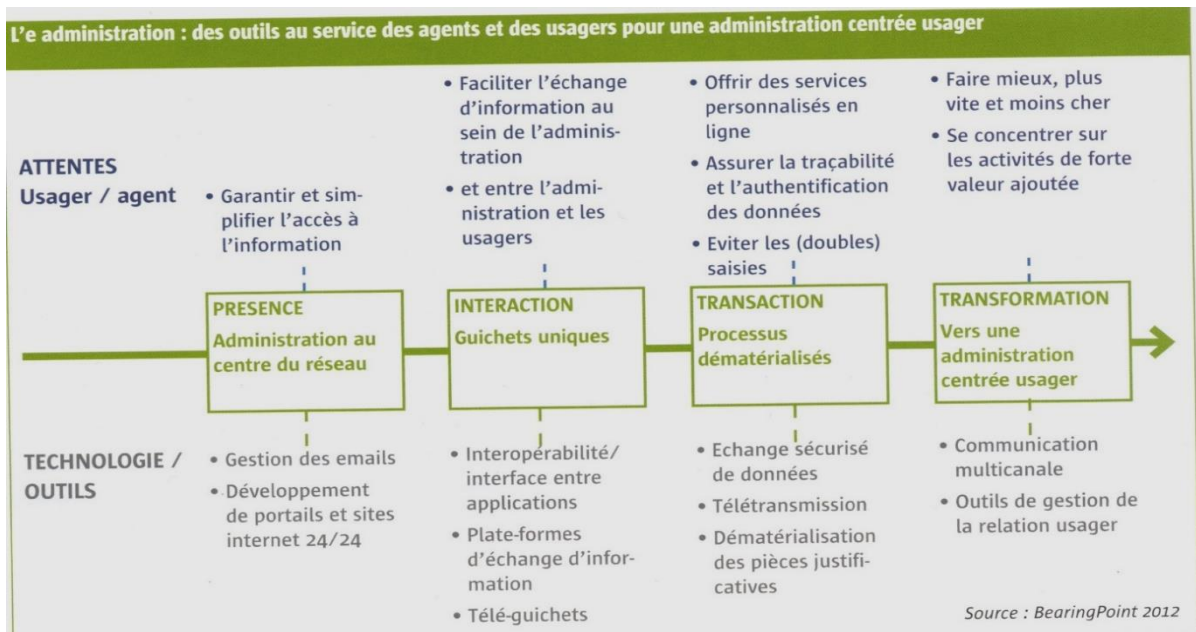 L'e administration : des outils au service des agents et des usagers pour une administration centrée usager
ATTENTES
Usager / agent
• Garantir et sim-
plifier l'accès à
l'information
• Faciliter l'échange
d'information au
sein de l'adminis-
tration
• et entre l'admi-
nistration et les
usagers
• Offrir des services
personnalisés en
ligne
• Assurer la traçabilité
et l'authentification
des données
• Eviter les (doubles)
saisies
• Faire mieux, plus
vite et moins cher
• Se concentrer sur
les activités de forte
valeur ajoutée
PRESENCE
Administration au
centre du réseau
INTERACTION
Guichets uniques
TRANSACTION
Processus
dématérialisés
TRANSFORMATION
Vers une
administration
centrée usager
TECHNOLOGIE /
OUTILS
• Gestion des emails
• Développement
de portails et sites
internet 24/24
• Interopérabilité/
interface entre
applications
• Plate-formes
d'échange d'infor-
mation
• Télé-guichets
• Echange sécurisé
de données
• Télétransmission
• Dématérialisation
des pièces justifi-
catives
• Communication
multicanale
• Outils de gestion de
la relation usager
Source : BearingPoint 2012